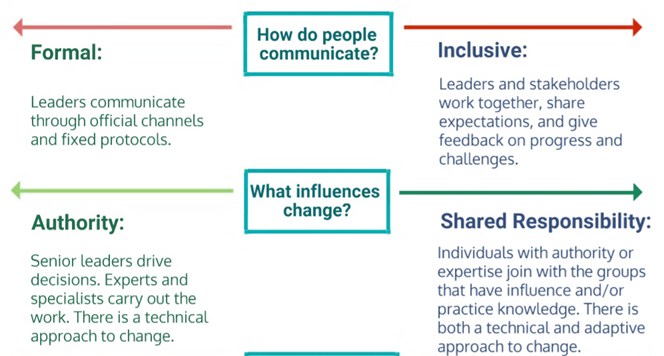 How do people
communicate?
Formal:
Leaders communicate
through official channels
and fixed protocols.
Inclusive:
Leaders and stakeholders
work together, share
expectations, and give
feedback on progress and
challenges.
What influences
change?
Authority:
Senior leaders drive
decisions. Experts and
specialists carry out the
work. There is a technical
approach to change.
Shared Responsibility:
Individuals with authority or
expertise join with the groups
that have influence and/or
practice knowledge. There is
both a technical and adaptive
approach to change.